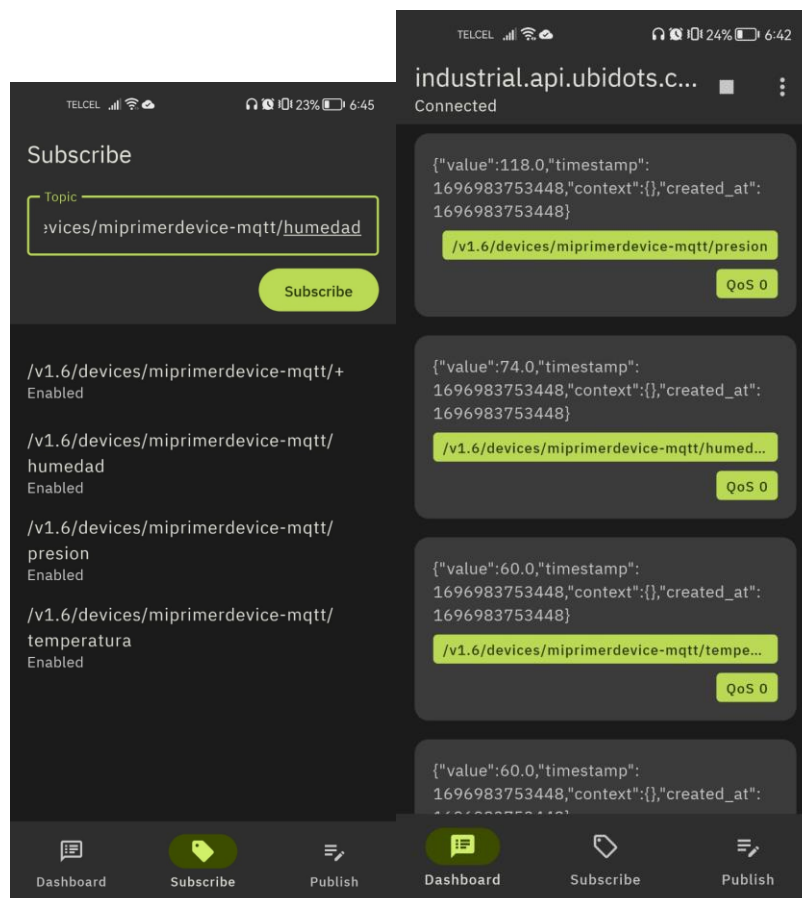 TELCEL 23% 6:45
Subscribe
Topic
evices/miprimerdevice-mqtt/humedad
Subscribe
/v1.6/devices/miprimerdevice-mqtt/+
Enabled
/v1.6/devices/miprimerdevice-mqtt/
humedad
Enabled
/v1.6/devices/miprimerdevice-mqtt/
presion
Enabled
/v1.6/devices/miprimerdevice-mqtt/
temperatura
Enabled
Dashboard Subscribe Publish
TELCEL 24% 6:42
industrial.api.ubidots.c...
Connected
{"value":118.0,"timestamp":
1696983753448,"context":{},"created_at":
1696983753448}
/v1.6/devices/miprimerdevice-mqtt/presion
QoS 0
{"value":74.0,"timestamp":
1696983753448,"context":{},"created_at":
1696983753448}
/v1.6/devices/miprimerdevice-mqtt/humed...
QoS 0
{"value":60.0,"timestamp":
1696983753448,"context":{},"created_at":
1696983753448}
/v1.6/devices/miprimerdevice-mqtt/tempe...
QoS 0
{"value":60.0,"timestamp":
1696983753448,"context":{},"created_at":
Dashboard Subscribe Publish